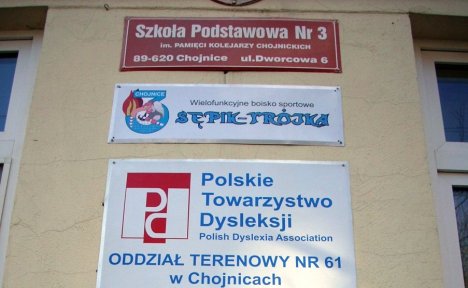 Szkoła Podstawowa Nr 3
im. PAMIĘCI KOLEJARZY CHOJNICKICH
89-620 Chojnice ul.Dworcowa 6
CHOJNICE
Wielofunkcyjne boisko sportowe
SĘPIK-TRÓJKA
Polskie
Towarzystwo
Dysleksji
Polish Dyslexia Association
ODDZIAŁ TERENOWY NR 61
w Chojnicach